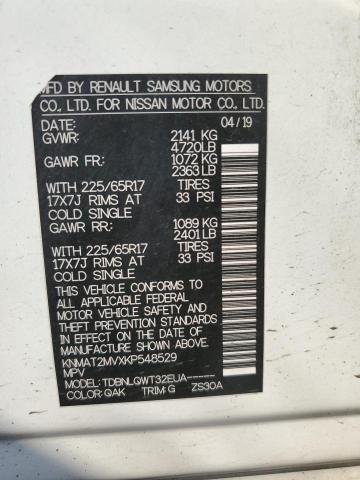 MFD BY RENAULT SAMSUNG MOTORS
CO., LTD. FOR NISSAN MOTOR CO., LTD.
DATE: 04/19
GVWR: 2141 KG
4720LB
GAWR FR: 1072 KG
2363LB
WITH 225/65R17 TIRES
17X7J RIMS AT 33 PSI
COLD SINGLE
GAWR RR: 1089 KG
2401LB
WITH 225/65R17 TIRES
17X7J RIMS AT 33 PSI
COLD SINGLE
THIS VEHICLE CONFORMS TO
ALL APPLICABLE FEDERAL
MOTOR VEHICLE SAFETY AND
THEFT PREVENTION STANDARDS
IN EFFECT ON THE DATE OF
MANUFACTURE SHOWN ABOVE.
KNMAT2MVXKP548529
MPV
MODEL: TDBNLQWT32EUA-----
COLOR: QAK TRIM: G ZS30A